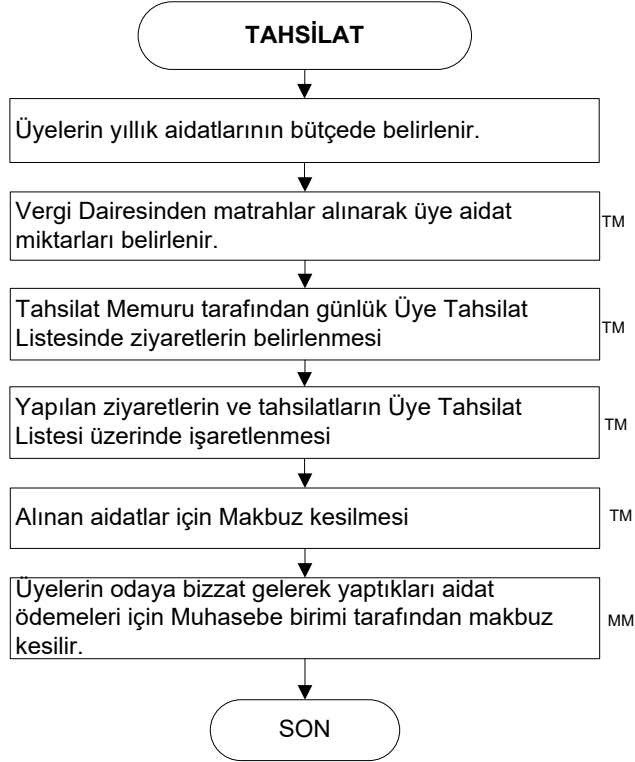 TAHSİLAT
Üyelerin yıllık aidatlarının bütçede belirlenir.
Vergi Dairesinden matrahlar alınarak üye aidat
miktarları belirlenir.
TM
Tahsilat Memuru tarafından günlük Üye Tahsilat
Listesinde ziyaretlerin belirlenmesi
TM
Yapılan ziyaretlerin ve tahsilatların Üye Tahsilat
Listesi üzerinde işaretlenmesi
TM
Alınan aidatlar için Makbuz kesilmesi
TM
Üyelerin odaya bizzat gelerek yaptıkları aidat
ödemeleri için Muhasebe birimi tarafından makbuz
kesilir.
MM
SON